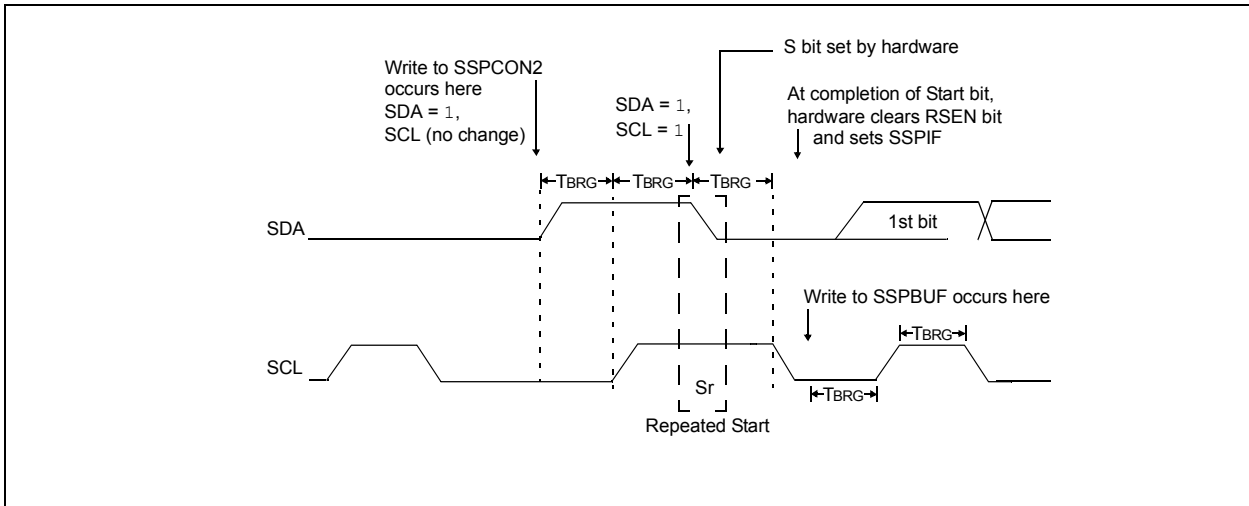 S bit set by hardware
Write to SSPCON2
occurs here
SDA = 1,
SCL (no change)
SDA = 1,
SCL = 1
At completion of Start bit,
hardware clears RSEN bit
and sets SSPIF
TBRG
TBRG
TBRG
SDA
1st bit
Write to SSPBUF occurs here
TBRG
SCL
Sr
TBRG
Repeated Start